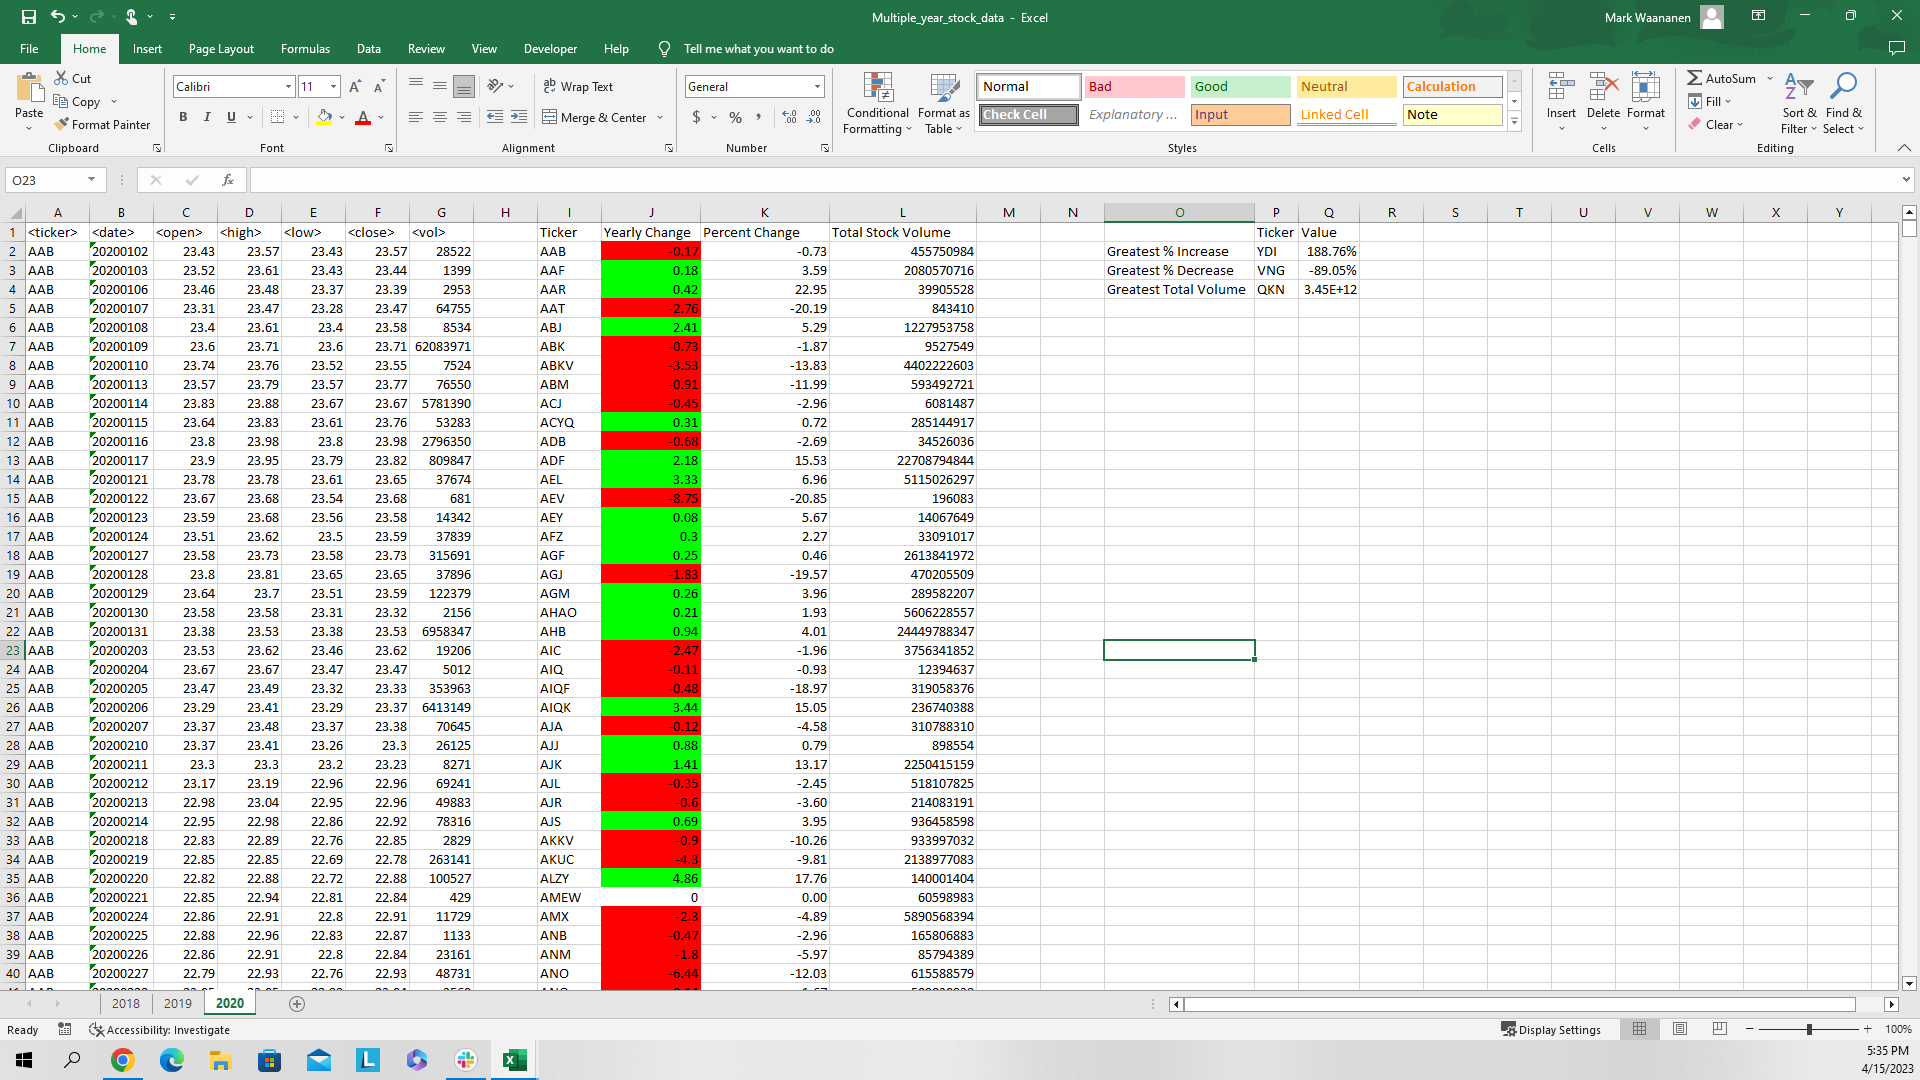 Multiple_year_stock_data - Excel
Mark Waananen
File Home Insert Page Layout Formulas Data Review View Developer Help Tell me what you want to do
Paste Cut Copy Format Painter Clipboard
Calibri 11 B I U A Font
Wrap Text Merge & Center Alignment
General $ % , Number
Conditional Formatting Format as Table
Normal Bad Good Neutral Calculation
Check Cell Explanatory ... Input Linked Cell Note
Styles
Insert Delete Format Cells
AutoSum Fill Clear Sort & Filter Find & Select Editing
O23 fx
A B C D E F G H I J K L M N O P Q R S T U V W X Y
1 <ticker> <date> <open> <high> <low> <close> <vol> Ticker Yearly Change Percent Change Total Stock Volume Ticker Value
2 AAB 20200102 23.43 23.57 23.43 23.57 28522 AAB -0.17 -0.73 455750984 Greatest % Increase YDI 188.76%
3 AAB 20200103 23.52 23.61 23.43 23.44 1399 AAF 0.18 3.59 2080570716 Greatest % Decrease VNG -89.05%
4 AAB 20200106 23.46 23.48 23.37 23.39 2953 AAR 0.42 22.95 39905528 Greatest Total Volume QKN 3.45E+12
5 AAB 20200107 23.31 23.47 23.28 23.47 64755 AAT -2.76 -20.19 843410
6 AAB 20200108 23.4 23.61 23.4 23.58 8534 ABJ 2.41 5.29 1227953758
7 AAB 20200109 23.6 23.71 23.6 23.71 62083971 ABK -0.73 -1.87 9527549
8 AAB 20200110 23.74 23.76 23.52 23.55 7524 ABKV -3.53 -13.83 4402222603
9 AAB 20200113 23.57 23.79 23.57 23.77 76550 ABM -0.91 -11.99 593492721
10 AAB 20200114 23.83 23.88 23.67 23.67 5781390 ACJ -0.45 -2.96 6081487
11 AAB 20200115 23.64 23.83 23.61 23.76 53283 ACYQ 0.31 0.72 285144917
12 AAB 20200116 23.8 23.98 23.8 23.98 2796350 ADB -0.68 -2.69 34526036
13 AAB 20200117 23.9 23.95 23.79 23.82 809847 ADF 2.18 15.53 22708794844
14 AAB 20200121 23.78 23.78 23.61 23.65 37674 AEL 3.33 6.96 5115026297
15 AAB 20200122 23.67 23.68 23.54 23.68 681 AEV -8.75 -20.85 196083
16 AAB 20200123 23.59 23.68 23.56 23.58 14342 AEY 0.08 5.67 14067649
17 AAB 20200124 23.51 23.62 23.5 23.59 37839 AFZ 0.3 2.27 33091017
18 AAB 20200127 23.58 23.73 23.58 23.73 315691 AGF 0.25 0.46 2613841972
19 AAB 20200128 23.8 23.81 23.65 23.65 37896 AGJ -1.83 -19.57 470205509
20 AAB 20200129 23.64 23.7 23.51 23.59 122379 AGM 0.26 3.96 289582207
21 AAB 20200130 23.58 23.58 23.31 23.32 2156 AHAO 0.21 1.93 5606228557
22 AAB 20200131 23.38 23.53 23.38 23.53 6958347 AHB 0.94 4.01 24449788347
23 AAB 20200203 23.53 23.62 23.46 23.62 19206 AIC -2.47 -1.96 3756341852
24 AAB 20200204 23.67 23.67 23.47 23.47 5012 AIQ -0.11 -0.93 12394637
25 AAB 20200205 23.47 23.49 23.32 23.33 353963 AIQF -0.48 -18.97 319058376
26 AAB 20200206 23.29 23.41 23.29 23.37 6413149 AIQK 3.44 15.05 236740388
27 AAB 20200207 23.37 23.48 23.37 23.38 70645 AJA -0.12 -4.58 310788310
28 AAB 20200210 23.37 23.41 23.26 23.3 26125 AJJ 0.88 0.79 898554
29 AAB 20200211 23.3 23.3 23.2 23.23 8271 AJK 1.41 13.17 2250415159
30 AAB 20200212 23.17 23.19 22.96 22.96 69241 AJL -0.35 -2.45 518107825
31 AAB 20200213 22.98 23.04 22.95 22.96 49883 AJR -0.6 -3.60 214083191
32 AAB 20200214 22.95 22.98 22.86 22.92 78316 AJS 0.69 3.95 936458598
33 AAB 20200218 22.83 22.89 22.76 22.85 2829 AKKV -0.9 -10.26 933997032
34 AAB 20200219 22.85 22.85 22.69 22.78 263141 AKUC -4.3 -9.81 2138977083
35 AAB 20200220 22.82 22.88 22.72 22.88 100527 ALZY 4.86 17.76 140001404
36 AAB 20200221 22.85 22.94 22.81 22.84 429 AMEW 0 0.00 60598983
37 AAB 20200224 22.86 22.91 22.8 22.91 11729 AMX -2.3 -4.89 5890568394
38 AAB 20200225 22.88 22.96 22.83 22.87 1133 ANB -0.47 -2.96 165806883
39 AAB 20200226 22.86 22.91 22.8 22.84 23161 ANM -1.8 -5.97 85794389
40 AAB 20200227 22.79 22.93 22.76 22.93 48731 ANO -6.44 -12.03 615588579
2018 2019 2020
Ready Accessibility: Investigate Display Settings 100%
5:35 PM
4/15/2023